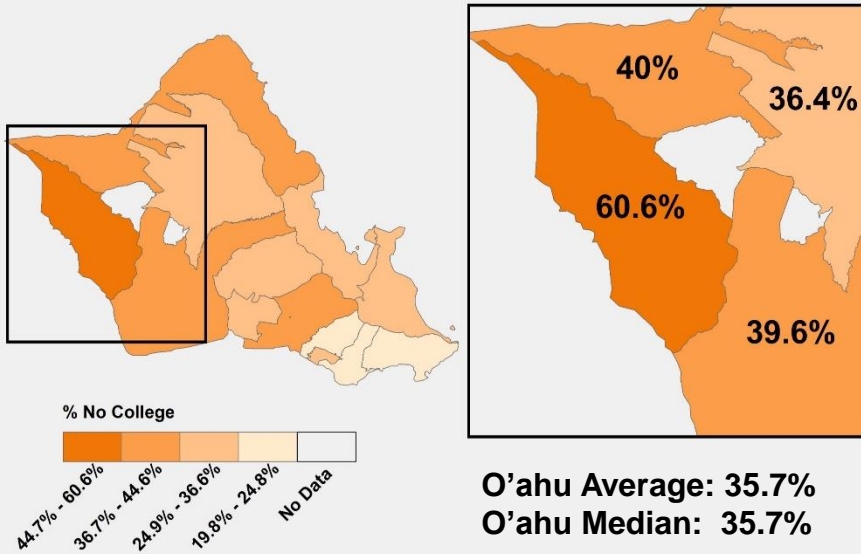 40%
36.4%
60.6%
39.6%
% No College
44.7% - 60.6%
36.7% - 44.6%
24.9% - 36.6%
19.8% - 24.8%
No Data
O'ahu Average: 35.7%
O'ahu Median: 35.7%